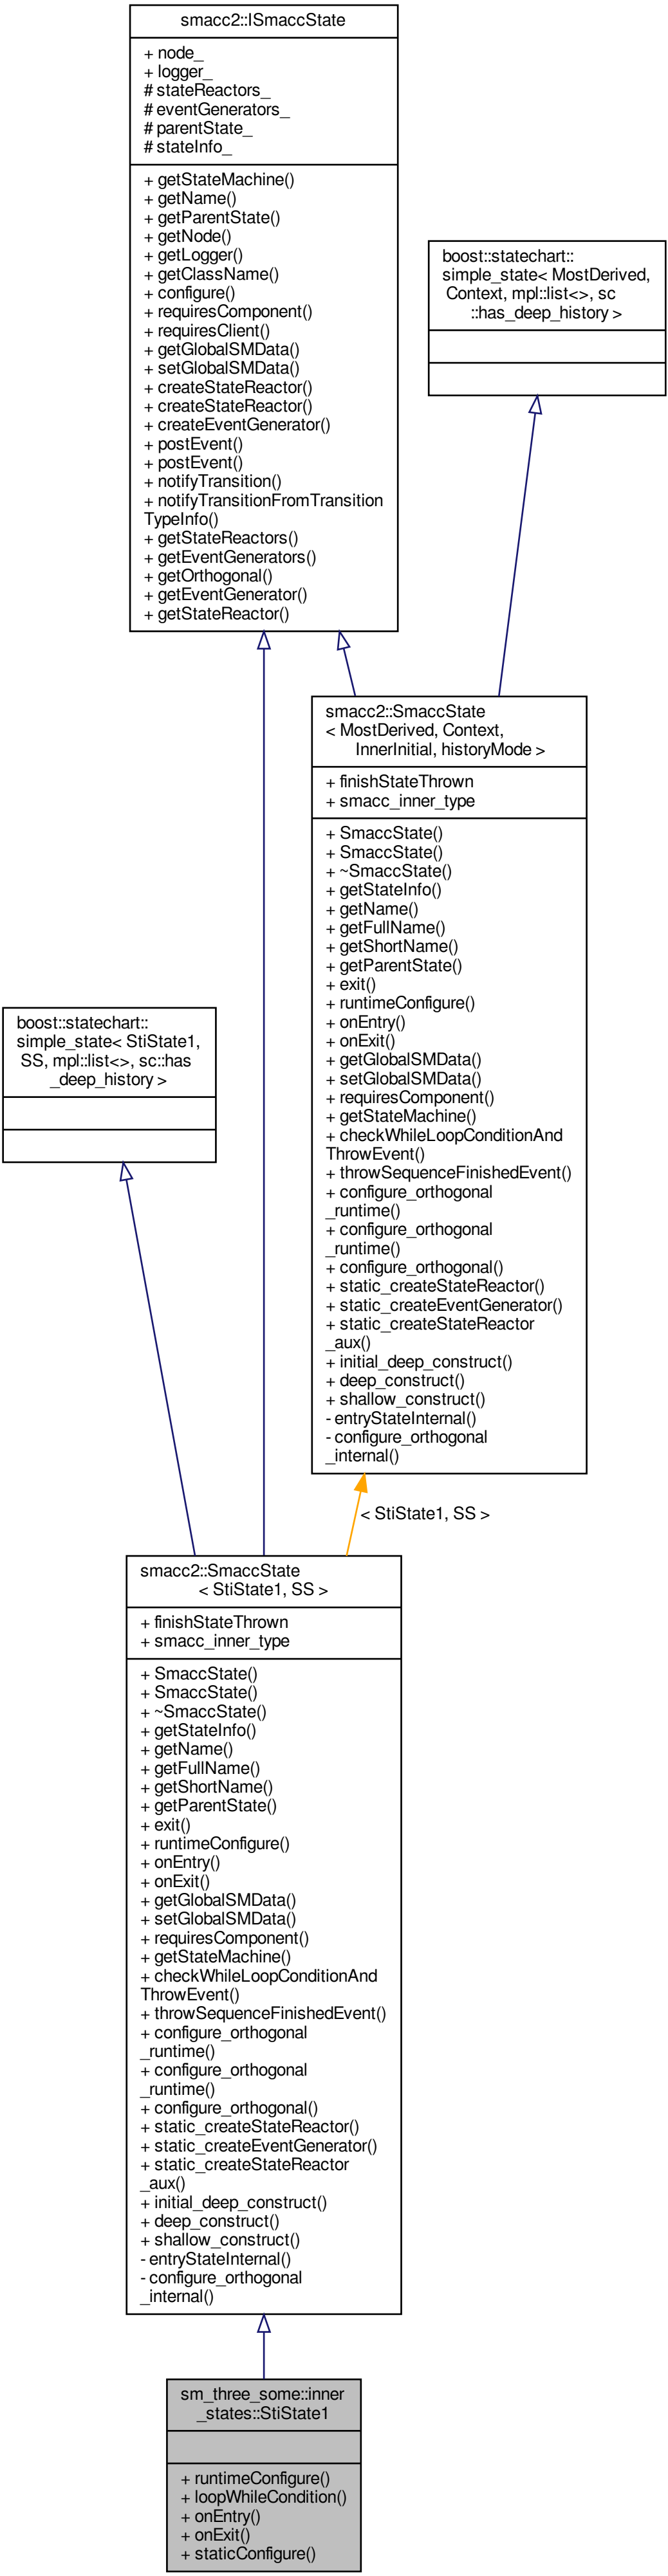 smacc2::ISmaccState
+ node_
+ logger_
# stateReactors_
# eventGenerators_
# parentState_
# stateInfo_
+ getStateMachine()
+ getName()
+ getParentState()
+ getNode()
+ getLogger()
+ getClassName()
+ configure()
+ requiresComponent()
+ requiresClient()
+ getGlobalSMData()
+ setGlobalSMData()
+ createStateReactor()
+ createStateReactor()
+ createEventGenerator()
+ postEvent()
+ postEvent()
+ notifyTransition()
+ notifyTransitionFromTransition
TypeInfo()
+ getStateReactors()
+ getEventGenerators()
+ getOrthogonal()
+ getEventGenerator()
+ getStateReactor()
boost::statechart::
simple_state< MostDerived,
Context, mpl::list<>, sc
::has_deep_history >
smacc2::SmaccState
< MostDerived, Context,
InnerInitial, historyMode >
+ finishStateThrown
+ smacc_inner_type
+ SmaccState()
+ SmaccState()
+ ~SmaccState()
+ getStateInfo()
+ getName()
+ getFullName()
+ getShortName()
+ getParentState()
+ exit()
+ runtimeConfigure()
+ onEntry()
+ onExit()
+ getGlobalSMData()
+ setGlobalSMData()
+ requiresComponent()
+ getStateMachine()
+ checkWhileLoopConditionAnd
ThrowEvent()
+ throwSequenceFinishedEvent()
+ configure_orthogonal
_runtime()
+ configure_orthogonal
_runtime()
+ configure_orthogonal()
+ static_createStateReactor()
+ static_createEventGenerator()
+ static_createStateReactor
_aux()
+ initial_deep_construct()
+ deep_construct()
+ shallow_construct()
- entryStateInternal()
- configure_orthogonal
_internal()
boost::statechart::
simple_state< StiState1,
SS, mpl::list<>, sc::has
_deep_history >
< StiState1, SS >
smacc2::SmaccState
< StiState1, SS >
+ finishStateThrown
+ smacc_inner_type
+ SmaccState()
+ SmaccState()
+ ~SmaccState()
+ getStateInfo()
+ getName()
+ getFullName()
+ getShortName()
+ getParentState()
+ exit()
+ runtimeConfigure()
+ onEntry()
+ onExit()
+ getGlobalSMData()
+ setGlobalSMData()
+ requiresComponent()
+ getStateMachine()
+ checkWhileLoopConditionAnd
ThrowEvent()
+ throwSequenceFinishedEvent()
+ configure_orthogonal
_runtime()
+ configure_orthogonal
_runtime()
+ configure_orthogonal()
+ static_createStateReactor()
+ static_createEventGenerator()
+ static_createStateReactor
_aux()
+ initial_deep_construct()
+ deep_construct()
+ shallow_construct()
- entryStateInternal()
- configure_orthogonal
_internal()
sm_three_some::inner
_states::StiState1
+ runtimeConfigure()
+ loopWhileCondition()
+ onEntry()
+ onExit()
+ staticConfigure()